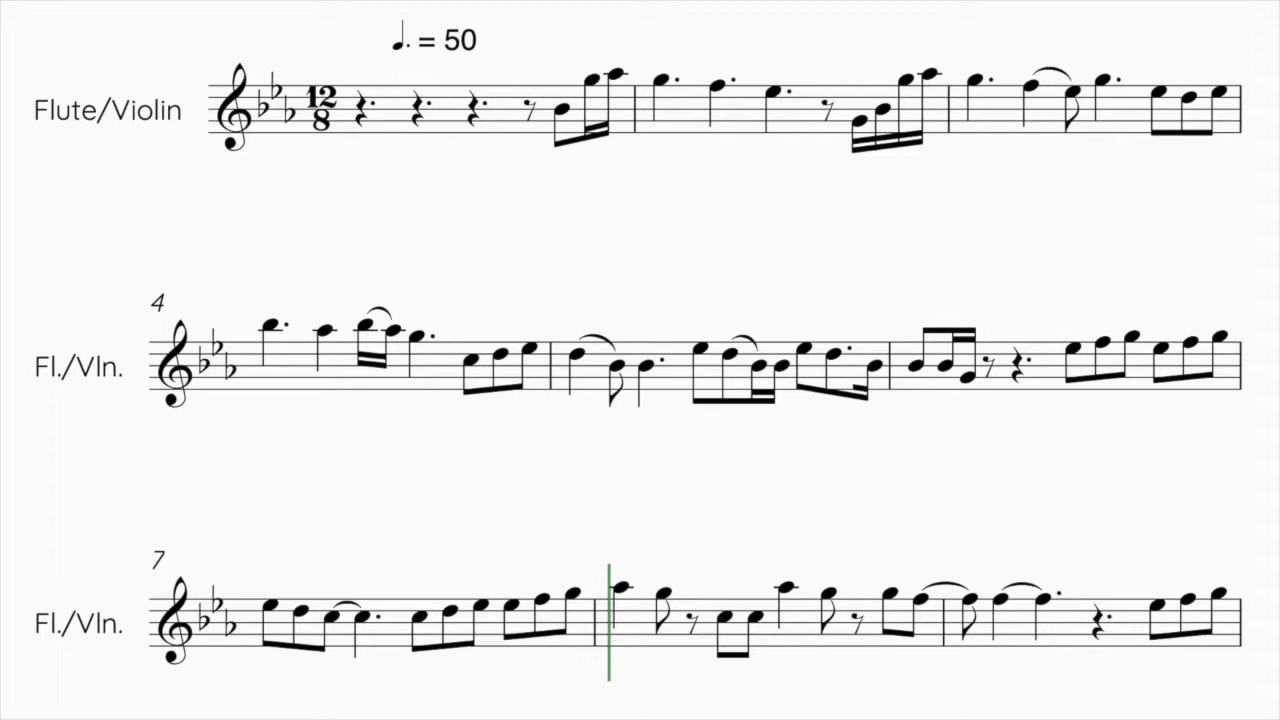 ♩. = 50
Flute/Violin
12
8
4
Fl./Vln.
7
Fl./Vln.